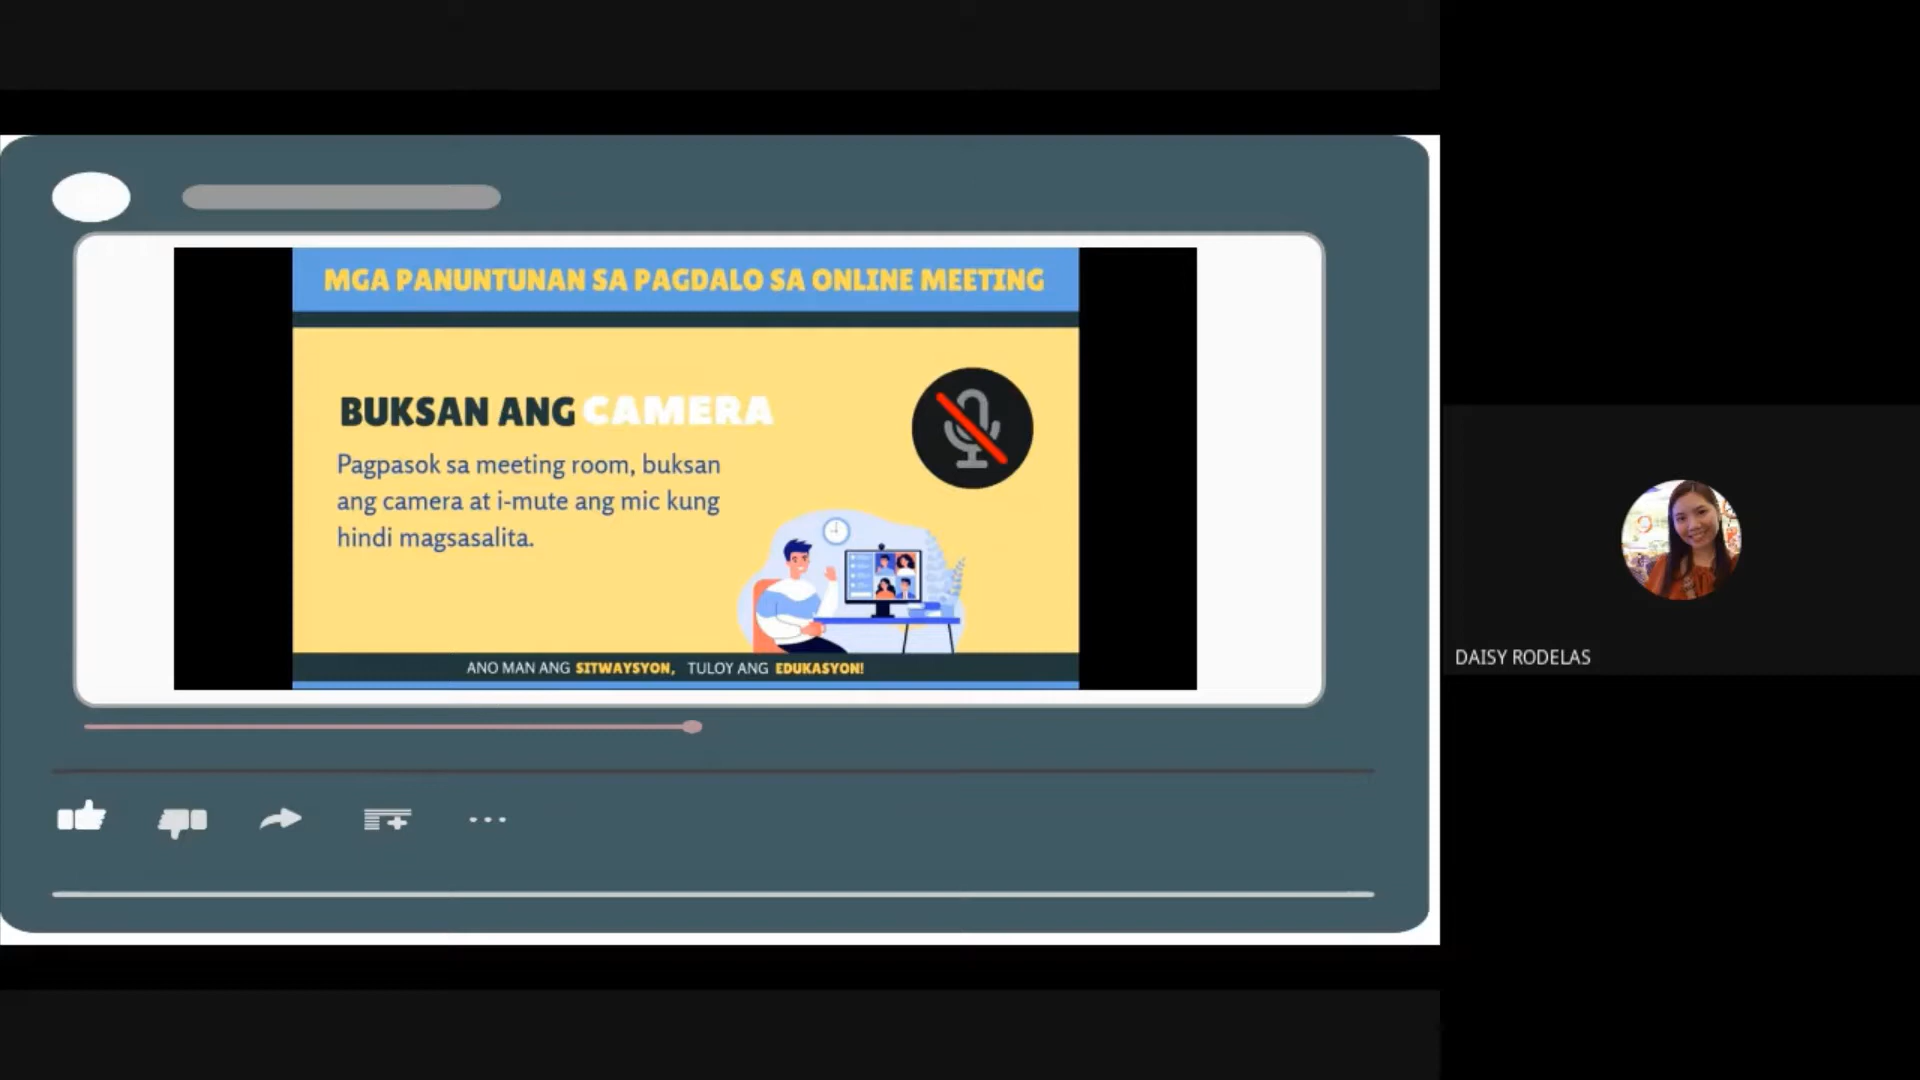 MGA PANUNTUNAN SA PAGDALO SA ONLINE MEETING
BUKSAN ANG CAMERA
Pagpasok sa meeting room, buksan
ang camera at i-mute ang mic kung
hindi magsasalita.
ANO MAN ANG SITWAYSYON, TULOY ANG EDUKASYON!
DAISY RODELAS